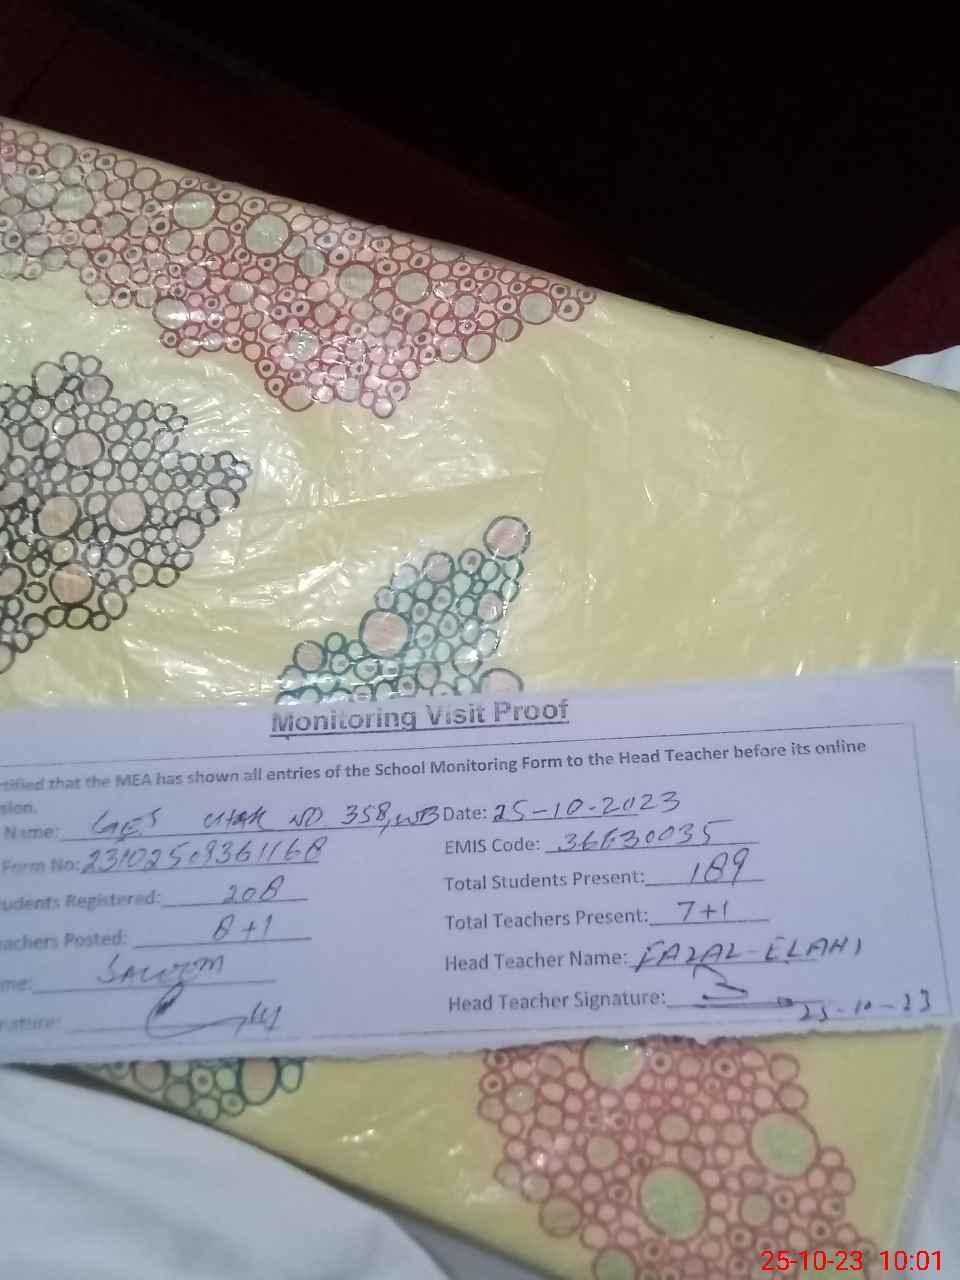 Monitoring Visit Proof
rtified that the MEA has shown all entries of the School Monitoring Form to the Head Teacher before its online
sion.
Name: GES CHAK NO 358, WB Date: 25-10-2023
Form No: 23102509361168 EMIS Code: 36630035
udents Registered: 208 Total Students Present: 189
eachers Posted: 8+1 Total Teachers Present: 7+1
me: Head Teacher Name: FAZAL-ELAHI
nature: Head Teacher Signature: 25-10-23
25-10-23 10:01